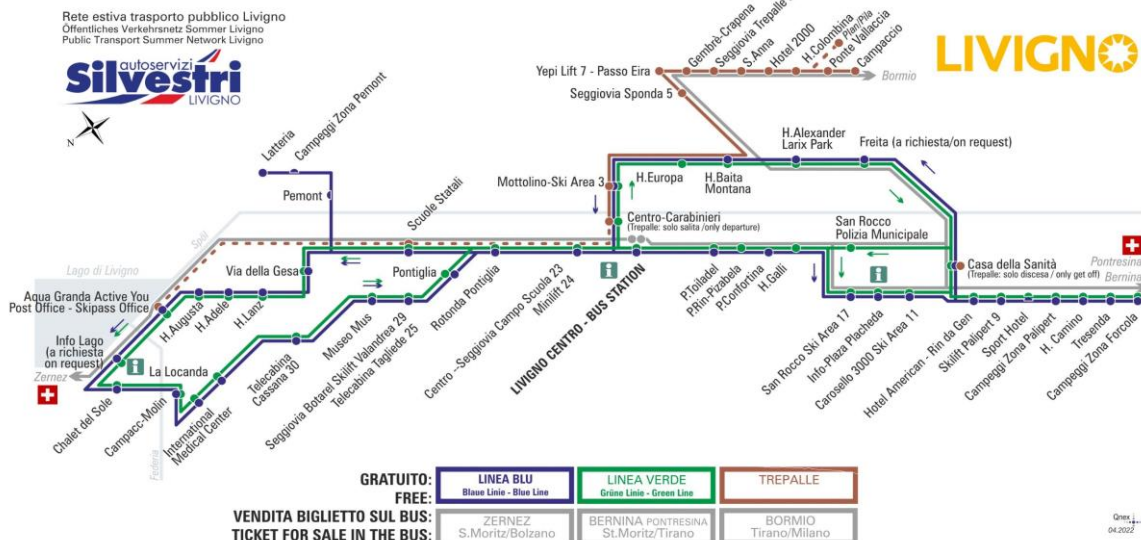 Rete estiva trasporto pubblico Livigno
Öffentliches Verkehrsnetz Sommer Livigno
Public Transport Summer Network Livigno
autoservizi
Silvestri
LIVIGNO
N
LIVIGNO
Gembrè-Crapena
Seggiovia Trepalle
S.Anna
Hotel 2000
H.Colombina
Plan/Pila
Ponte Vallaccia
Campaccio
Yepi Lift 7 - Passo Eira
Bormio
Seggiovia Sponda 5
Latteria
Campeggi Zona Pemont
Pemont
Scuole Statali
Mottolino-Ski Area 3
H.Europa
H.Baita
Montana
H.Alexander
Larix Park
Freita (a richiesta/on request)
Centro-Carabinieri
(Trepalle: solo salita /only departure)
San Rocco
Polizia Municipale
Spöl
Lago di Livigno
Via della Gesa
Pontiglia
Casa della Sanità
(Trepalle: solo discesa / only get off)
Pontresina
Bernina
Aqua Granda Active You
Post Office - Skipass Office
H.Augusta
H.Adele
H.Lanz
Info Lago
(a richiesta
on request)
Zernez
La Locanda
Chalet del Sole
Campacc-Molin
Federia
International
Medical Center
Telecabina
Cassana 30
Museo Mus
Seggiovia Botarel Skilift Valandrea 29
Telecabina Tagliede 25
Rotonda Pontiglia
Centro --Seggiovia Campo Scuola 23
Minilift 24
LIVIGNO CENTRO - BUS STATION
P.Toiladel
P.Rin-Pizabela
P.Confortina
H.Galli
San Rocco Ski Area 17
Info-Plaza Placheda
Carosello 3000 Ski Area 11
Hotel American - Rin da Gen
Skilift Palipert 9
Sport Hotel
Campeggi Zona Palipert
H. Camino
Tresenda
Campeggi Zona Forcola
GRATUITO:
FREE:
LINEA BLU
Blaue Linie - Blue Line
LINEA VERDE
Grüne Linie - Green Line
TREPALLE
VENDITA BIGLIETTO SUL BUS:
TICKET FOR SALE IN THE BUS:
ZERNEZ
S.Moritz/Bolzano
BERNINA PONTRESINA
St.Moritz/Tirano
BORMIO
Tirano/Milano
Qnex
04.2022